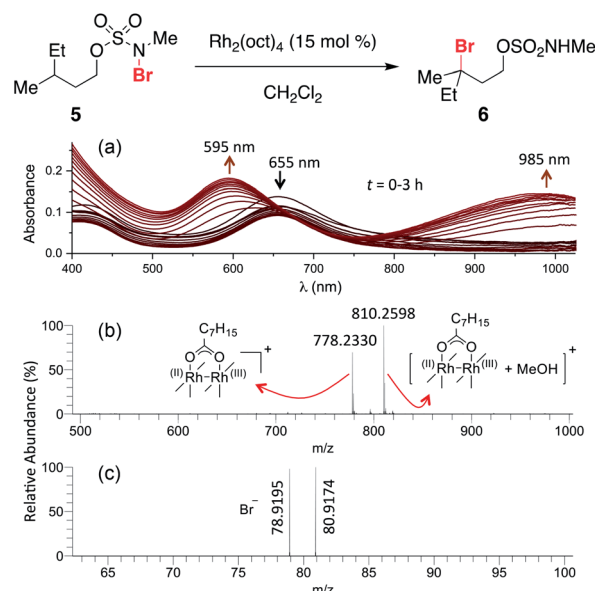 Et
Me
O
O
O
S
N
Me
Br
5
Rh₂(oct)₄ (15 mol %)
CH₂Cl₂
Br
Me
Et
OSO₂NHMe
6
(a)
595 nm
655 nm
t = 0-3 h
985 nm
Absorbance
0.2
0.1
0.0
400 500 600 700 800 900 1000
λ (nm)
(b)
C₇H₁₅
O O
(II) Rh-Rh (III)
+
778.2330
810.2598
C₇H₁₅
O O
(II) Rh-Rh (III) + MeOH
+
100
50
0
500 600 700 800 900 1000
m/z
Relative Abundance (%)
(c)
Br⁻
78.9195
80.9174
100
50
0
65 70 75 80 85 90 95 100
m/z